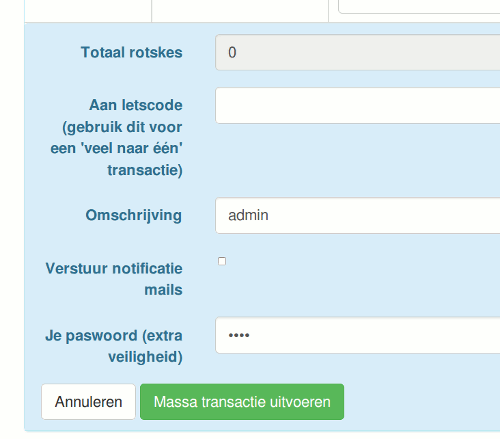 Totaal rotskes
0
Aan letscode
(gebruik dit voor
een 'veel naar één'
transactie)
Omschrijving
admin
Verstuur notificatie
mails
Je paswoord (extra
veiligheid)
••••
Annuleren
Massa transactie uitvoeren